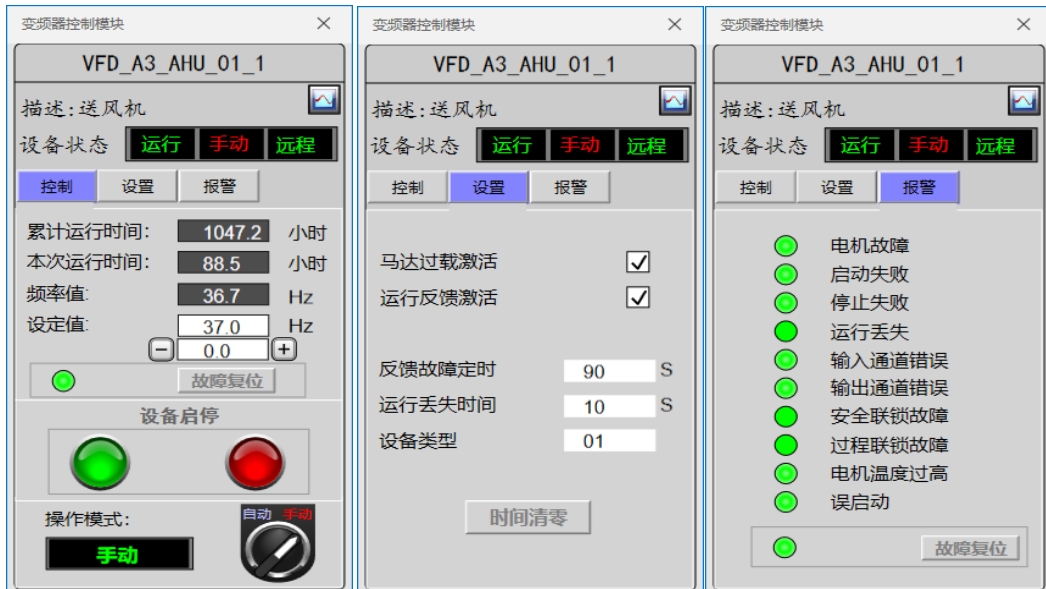 变频器控制模块
VFD_A3_AHU_01_1
描述:送风机
设备状态 运行 手动 远程
控制 设置 报警
累计运行时间: 1047.2 小时
本次运行时间: 88.5 小时
频率值: 36.7 Hz
设定值: 37.0 Hz
0.0
故障复位
设备启停
操作模式: 自动 手动
手动
变频器控制模块
VFD_A3_AHU_01_1
描述:送风机
设备状态 运行 手动 远程
控制 设置 报警
马达过载激活
运行反馈激活
反馈故障定时 90 S
运行丢失时间 10 S
设备类型 01
时间清零
变频器控制模块
VFD_A3_AHU_01_1
描述:送风机
设备状态 运行 手动 远程
控制 设置 报警
电机故障
启动失败
停止失败
运行丢失
输入通道错误
输出通道错误
安全联锁故障
过程联锁故障
电机温度过高
误启动
故障复位